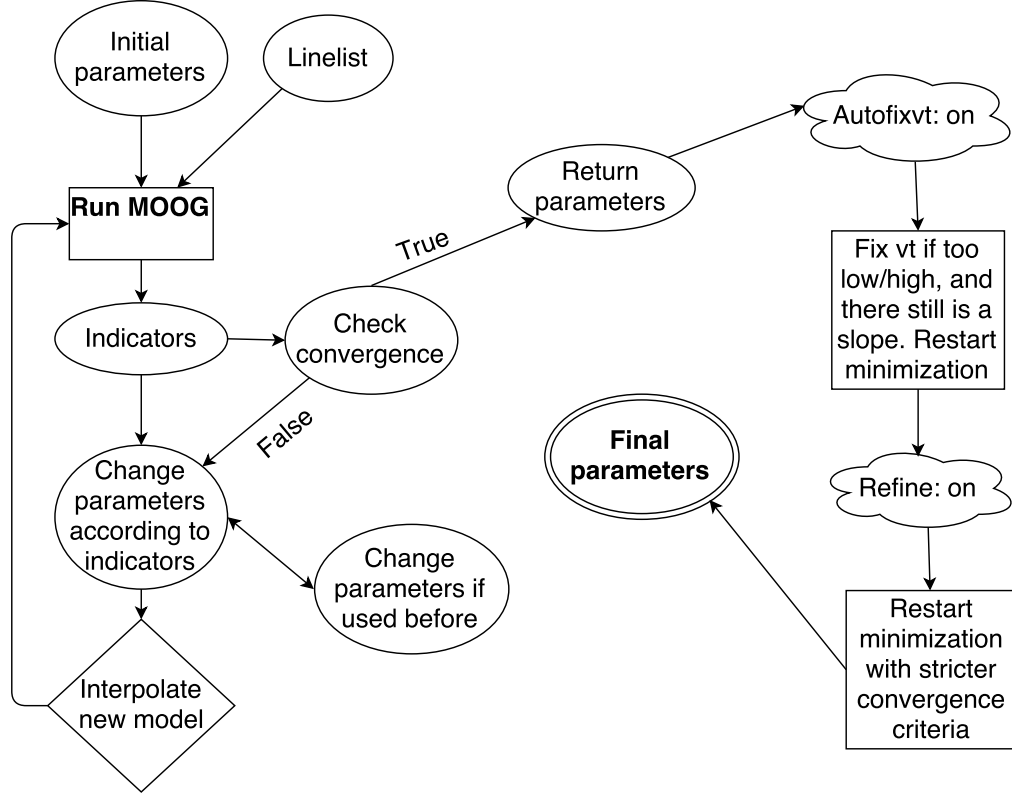 Initial
parameters
Linelist
Autofixvt: on
Return
parameters
Run MOOG
True
Fix vt if too
low/high, and
there still is a
slope. Restart
minimization
Indicators
Check
convergence
False
Final
parameters
Change
parameters
according to
indicators
Refine: on
Change
parameters if
used before
Restart
minimization
with stricter
convergence
criteria
Interpolate
new model